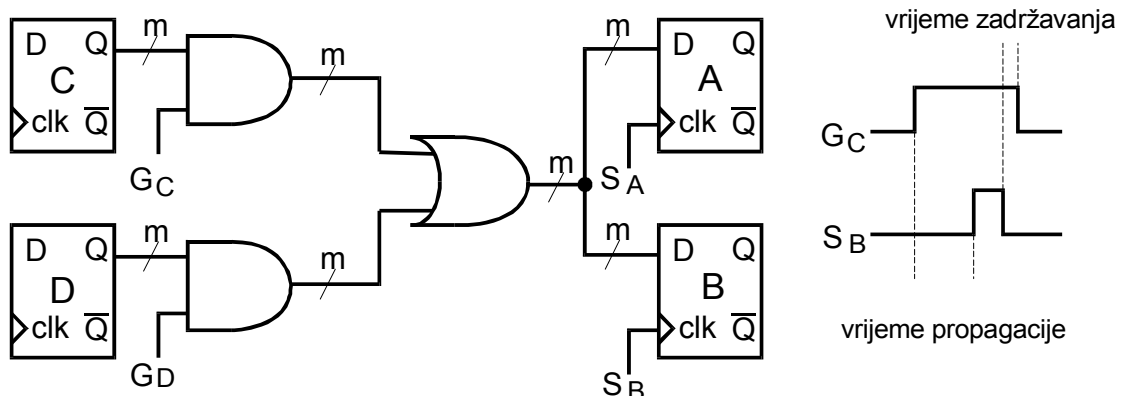 m
D Q
C
clk Q
G C
m
D Q
D
clk Q
G D
m
m
m
m
D Q
A
clk Q
S A
m
D Q
B
clk Q
S B
vrijeme zadržavanja
G C
S B
vrijeme propagacije